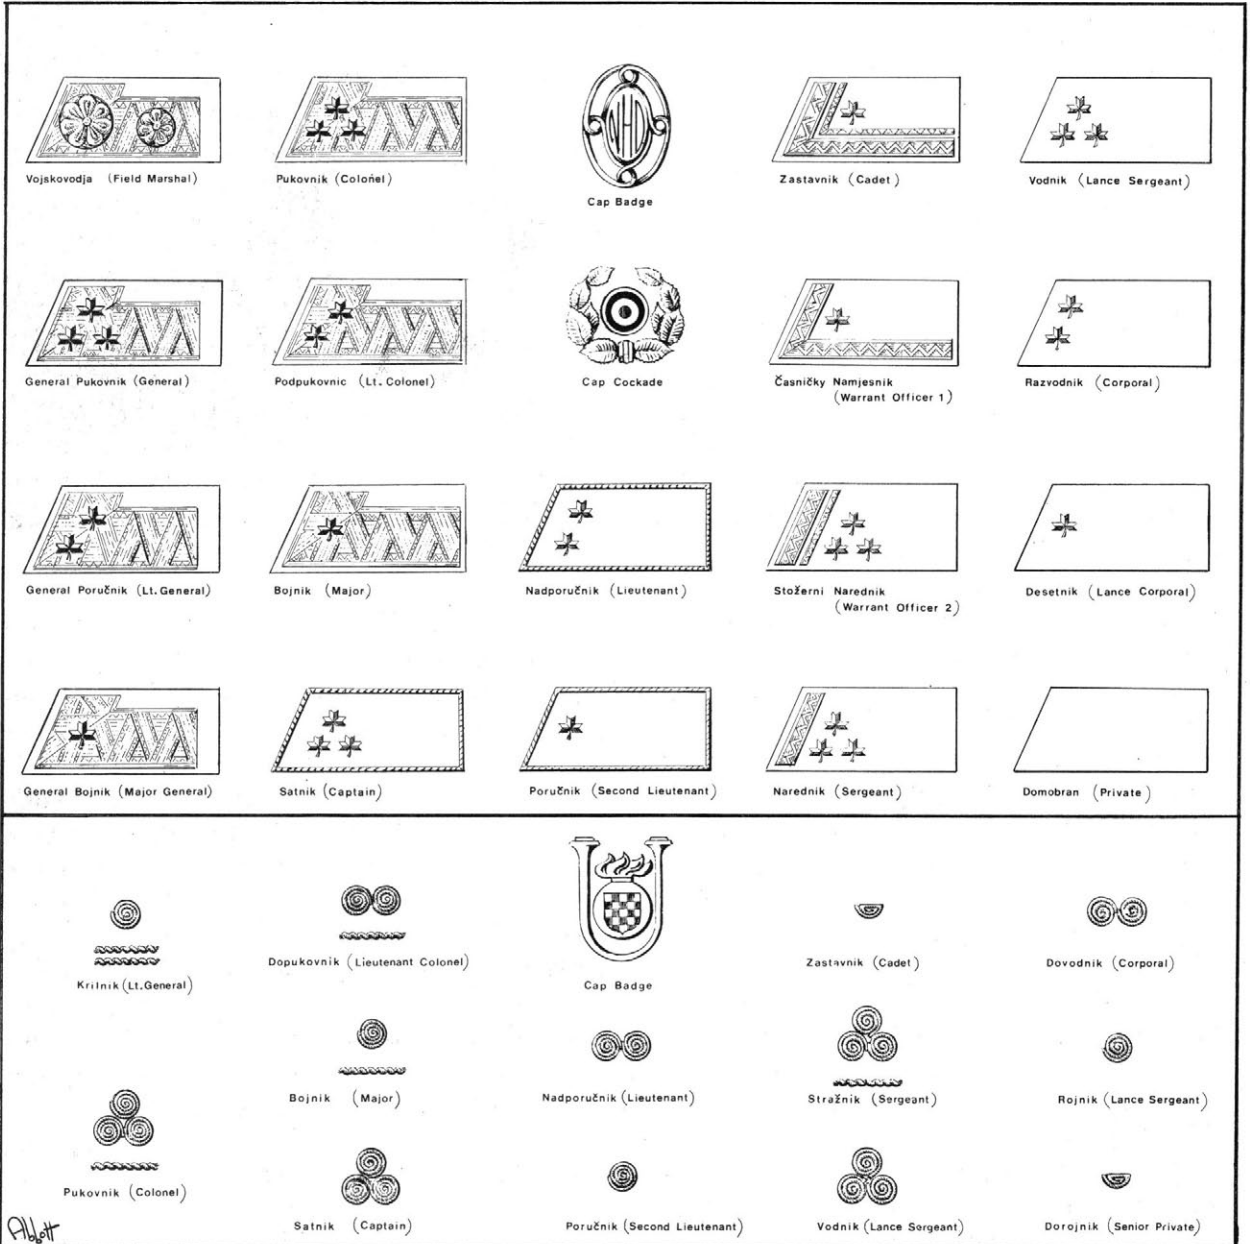 Vojskovodja (Field Marshal)
Pukovnik (Colonel)
NHD
Cap Badge
Zastavnik (Cadet)
Vodnik (Lance Sergeant)
General Pukovnik (General)
Podpukovnic (Lt. Colonel)
Cap Cockade
Časničky Namjesnik
(Warrant Officer 1)
Razvodnik (Corporal)
General Poručnik (Lt. General)
Bojnik (Major)
Nadporučnik (Lieutenant)
Stožerni Narednik
(Warrant Officer 2)
Desetnik (Lance Corporal)
General Bojnik (Major General)
Satnik (Captain)
Poručnik (Second Lieutenant)
Narednik (Sergeant)
Domobran (Private)
Krilnik (Lt. General)
Dopukovnik (Lieutenant Colonel)
Cap Badge
Zastavnik (Cadet)
Dovodnik (Corporal)
Bojnik (Major)
Nadporučnik (Lieutenant)
Stražnik (Sergeant)
Rojnik (Lance Sergeant)
Pukovnik (Colonel)
Satnik (Captain)
Poručnik (Second Lieutenant)
Vodnik (Lance Sergeant)
Dorojnik (Senior Private)
Abbott